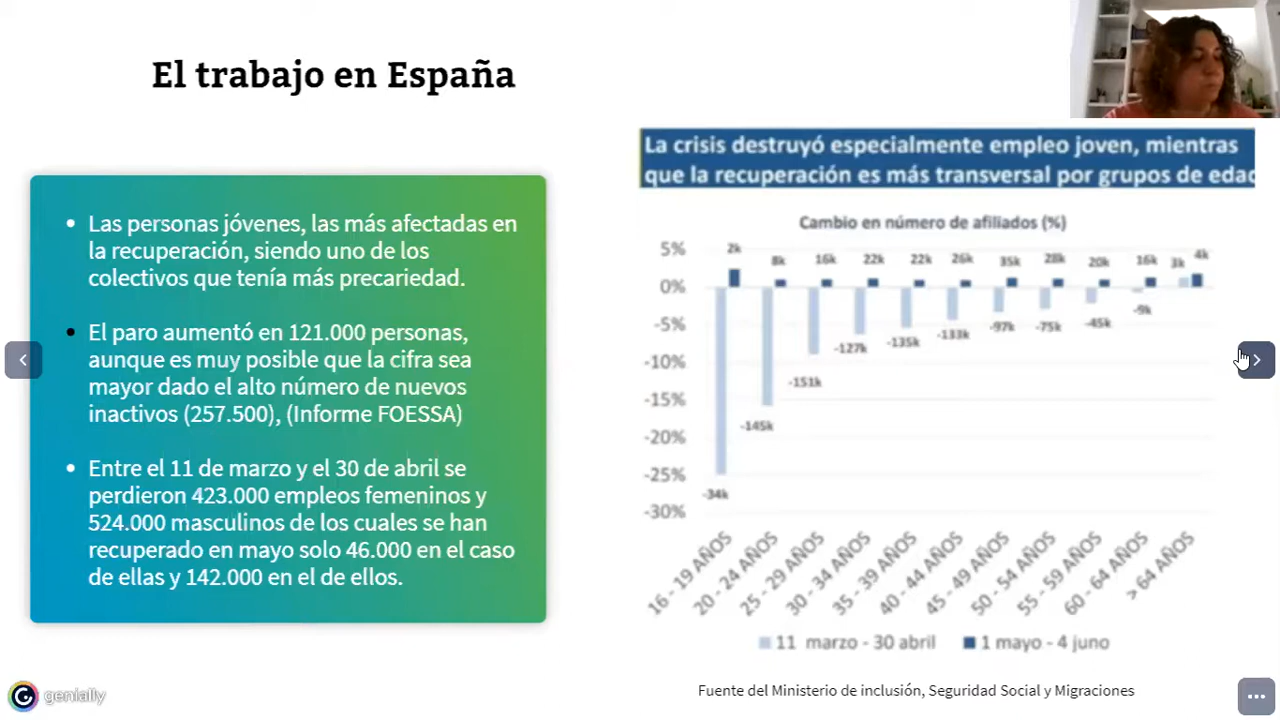 El trabajo en España
Las personas jóvenes, las más afectadas en
la recuperación, siendo uno de los
colectivos que tenía más precariedad.
El paro aumentó en 121.000 personas,
aunque es muy posible que la cifra sea
mayor dado el alto número de nuevos
inactivos (257.500), (Informe FOESSA)
Entre el 11 de marzo y el 30 de abril se
perdieron 423.000 empleos femeninos y
524.000 masculinos de los cuales se han
recuperado en mayo solo 46.000 en el caso
de ellas y 142.000 en el de ellos.
La crisis destruyó especialmente empleo joven, mientras
que la recuperación es más transversal por grupos de edad
Cambio en número de afiliados (%)
5%
0%
-5%
-10%
-15%
-20%
-25%
-30%
2k 8k 16k 22k 22k 26k 35k 28k 20k 16k 3k 4k
-34k -145k -151k -127k -135k -133k -97k -75k -45k -9k
16 - 19 AÑOS
20 - 24 AÑOS
25 - 29 AÑOS
30 - 34 AÑOS
35 - 39 AÑOS
40 - 44 AÑOS
45 - 49 AÑOS
50 - 54 AÑOS
55 - 59 AÑOS
60 - 64 AÑOS
> 64 AÑOS
11 marzo - 30 abril 1 mayo - 4 juno
Fuente del Ministerio de inclusión, Seguridad Social y Migraciones
genially